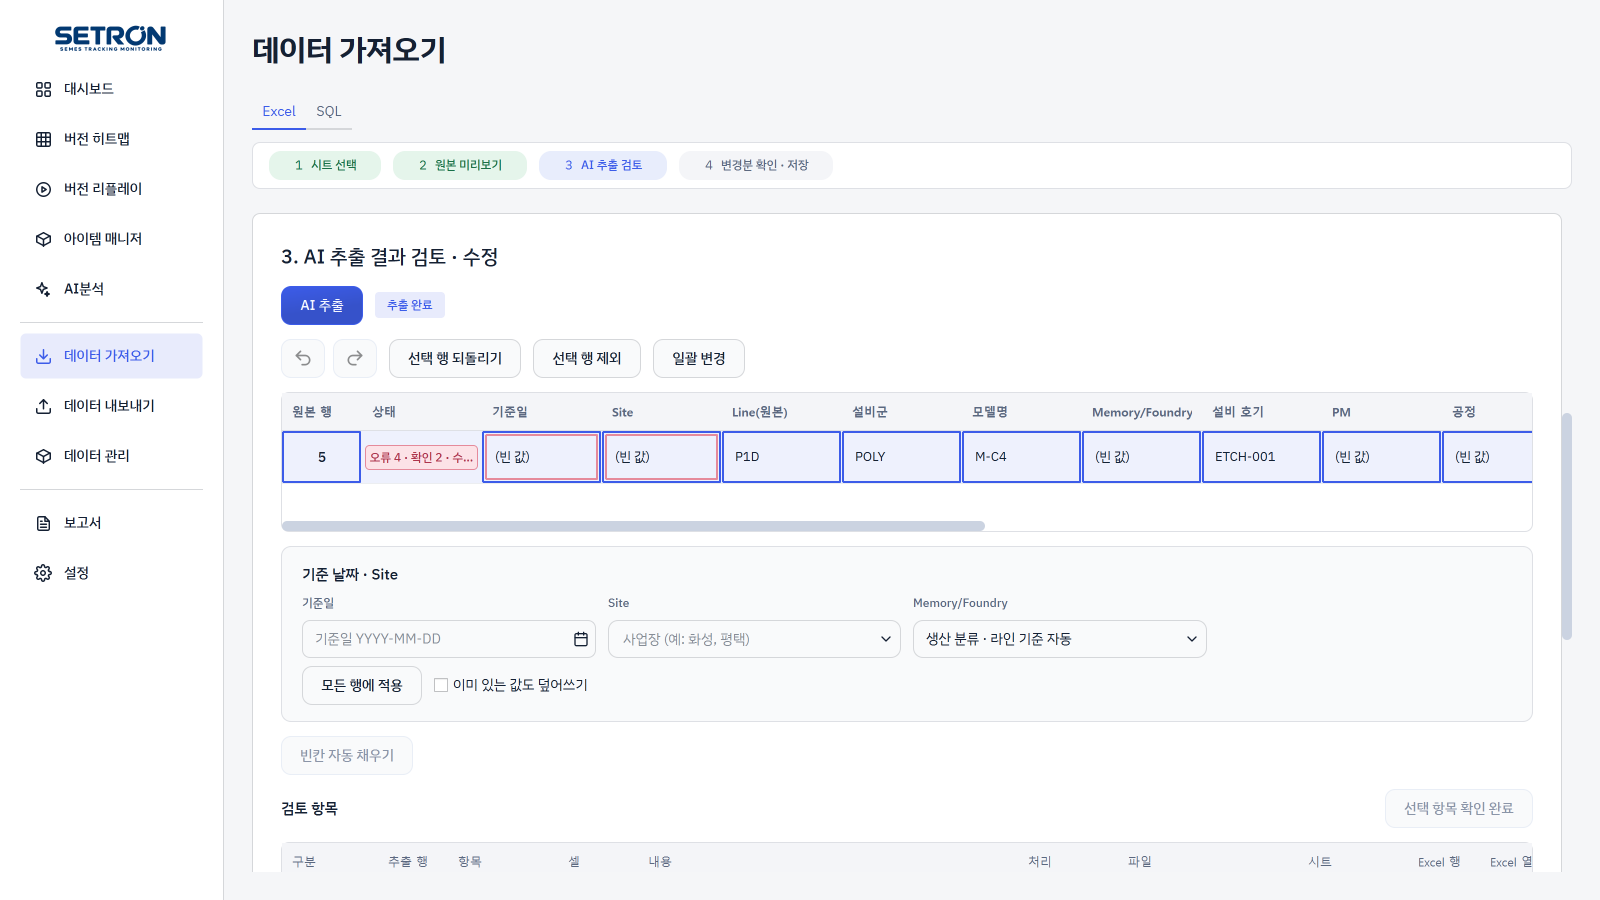 SETRON
SEMES TRACKING MONITORING
대시보드
버전 히트맵
버전 리플레이
아이템 매니저
AI분석
데이터 가져오기
데이터 내보내기
데이터 관리
보고서
설정
데이터 가져오기
Excel SQL
1 시트 선택 2 원본 미리보기 3 AI 추출 검토 4 변경분 확인 · 저장
3. AI 추출 결과 검토 · 수정
AI 추출 추출 완료
선택 행 되돌리기 선택 행 제외 일괄 변경
원본 행 상태 기준일 Site Line(원본) 설비군 모델명 Memory/Foundry 설비 호기 PM 공정
5 오류 4 · 확인 2 · 수... (빈 값) (빈 값) P1D POLY M-C4 (빈 값) ETCH-001 (빈 값) (빈 값)
기준 날짜 · Site
기준일 Site Memory/Foundry
기준일 YYYY-MM-DD 사업장 (예: 화성, 평택) 생산 분류 · 라인 기준 자동
모든 행에 적용 이미 있는 값도 덮어쓰기
빈칸 자동 채우기
검토 항목 선택 항목 확인 완료
구분 추출 행 항목 셀 내용 처리 파일 시트 Excel 행 Excel 열